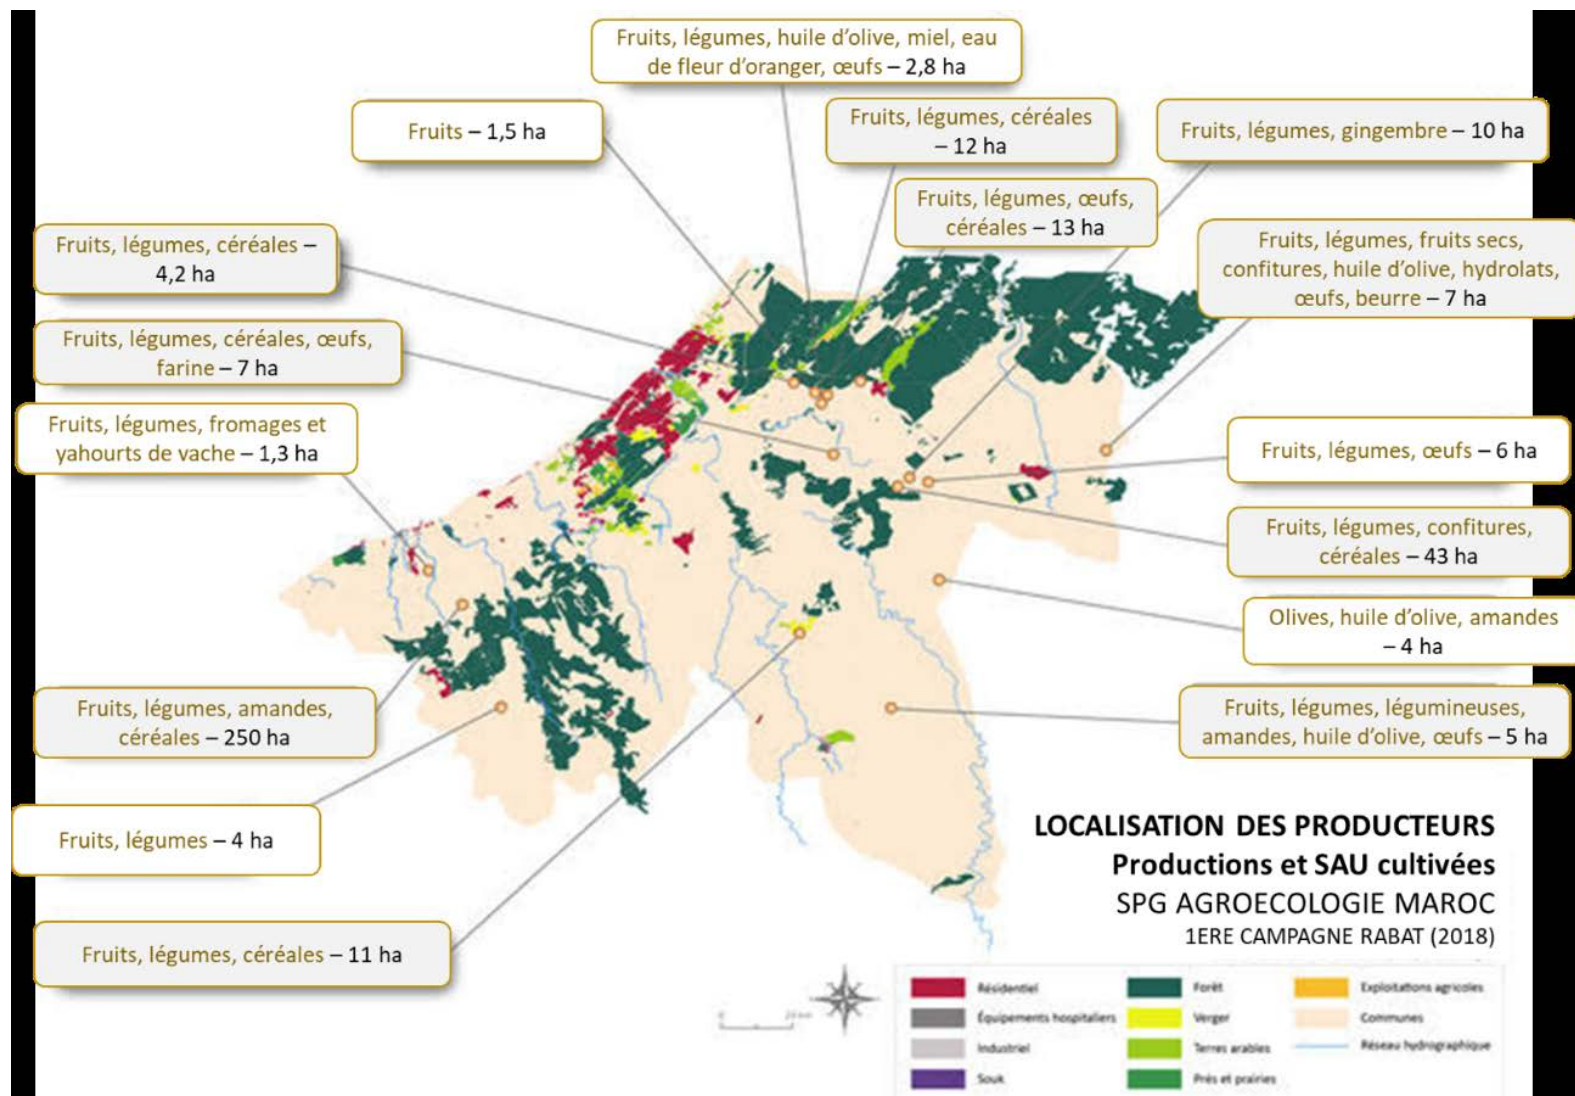 Fruits, légumes, huile d'olive, miel, eau
de fleur d'oranger, œufs – 2,8 ha
Fruits – 1,5 ha
Fruits, légumes, céréales
– 12 ha
Fruits, légumes, gingembre – 10 ha
Fruits, légumes, œufs,
céréales – 13 ha
Fruits, légumes, céréales –
4,2 ha
Fruits, légumes, fruits secs,
confitures, huile d'olive, hydrolats,
œufs, beurre – 7 ha
Fruits, légumes, céréales, œufs,
farine – 7 ha
Fruits, légumes, fromages et
yahourts de vache – 1,3 ha
Fruits, légumes, œufs – 6 ha
Fruits, légumes, confitures,
céréales – 43 ha
Olives, huile d'olive, amandes
– 4 ha
Fruits, légumes, amandes,
céréales – 250 ha
Fruits, légumes, légumineuses,
amandes, huile d'olive, œufs – 5 ha
Fruits, légumes – 4 ha
Fruits, légumes, céréales – 11 ha
LOCALISATION DES PRODUCTEURS
Productions et SAU cultivées
SPG AGROECOLOGIE MAROC
1ERE CAMPAGNE RABAT (2018)
Résidentiel
Équipements hospitaliers
Industriel
Souk
Forêt
Verger
Terres arables
Prés et prairies
Exploitations agricoles
Communes
Réseau hydrographique